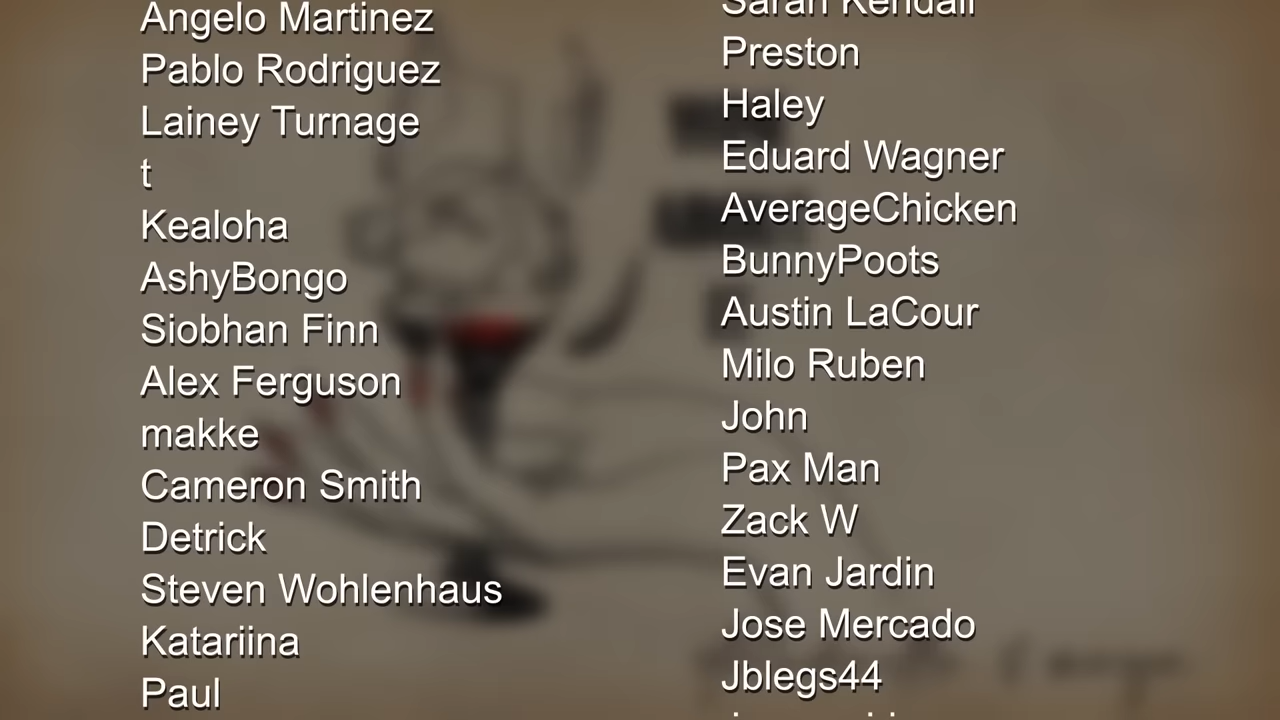 Angelo Martinez
Pablo Rodriguez
Lainey Turnage
t
Kealoha
AshyBongo
Siobhan Finn
Alex Ferguson
makke
Cameron Smith
Detrick
Steven Wohlenhaus
Katariina
Paul
Sarah Kendall
Preston
Haley
Eduard Wagner
AverageChicken
BunnyPoots
Austin LaCour
Milo Ruben
John
Pax Man
Zack W
Evan Jardin
Jose Mercado
Jblegs44